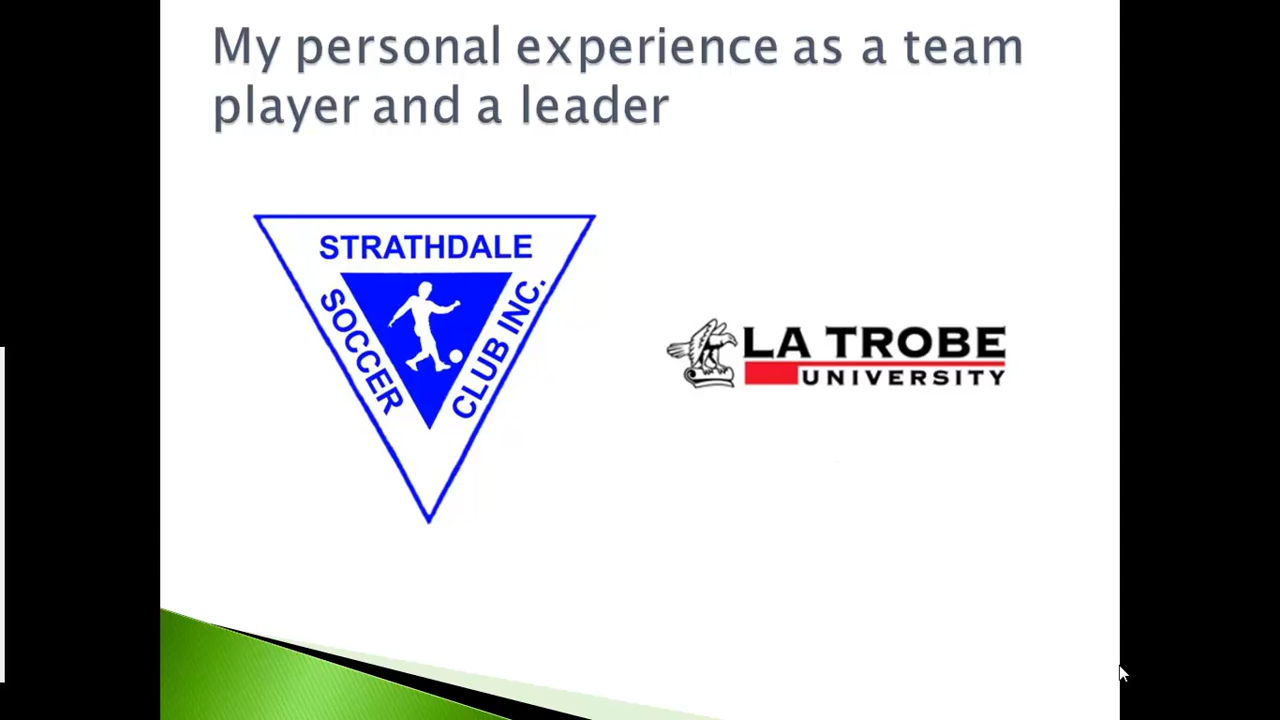 My personal experience as a team
player and a leader
STRATHDALE
SOCCER
CLUB INC.
LA TROBE
UNIVERSITY